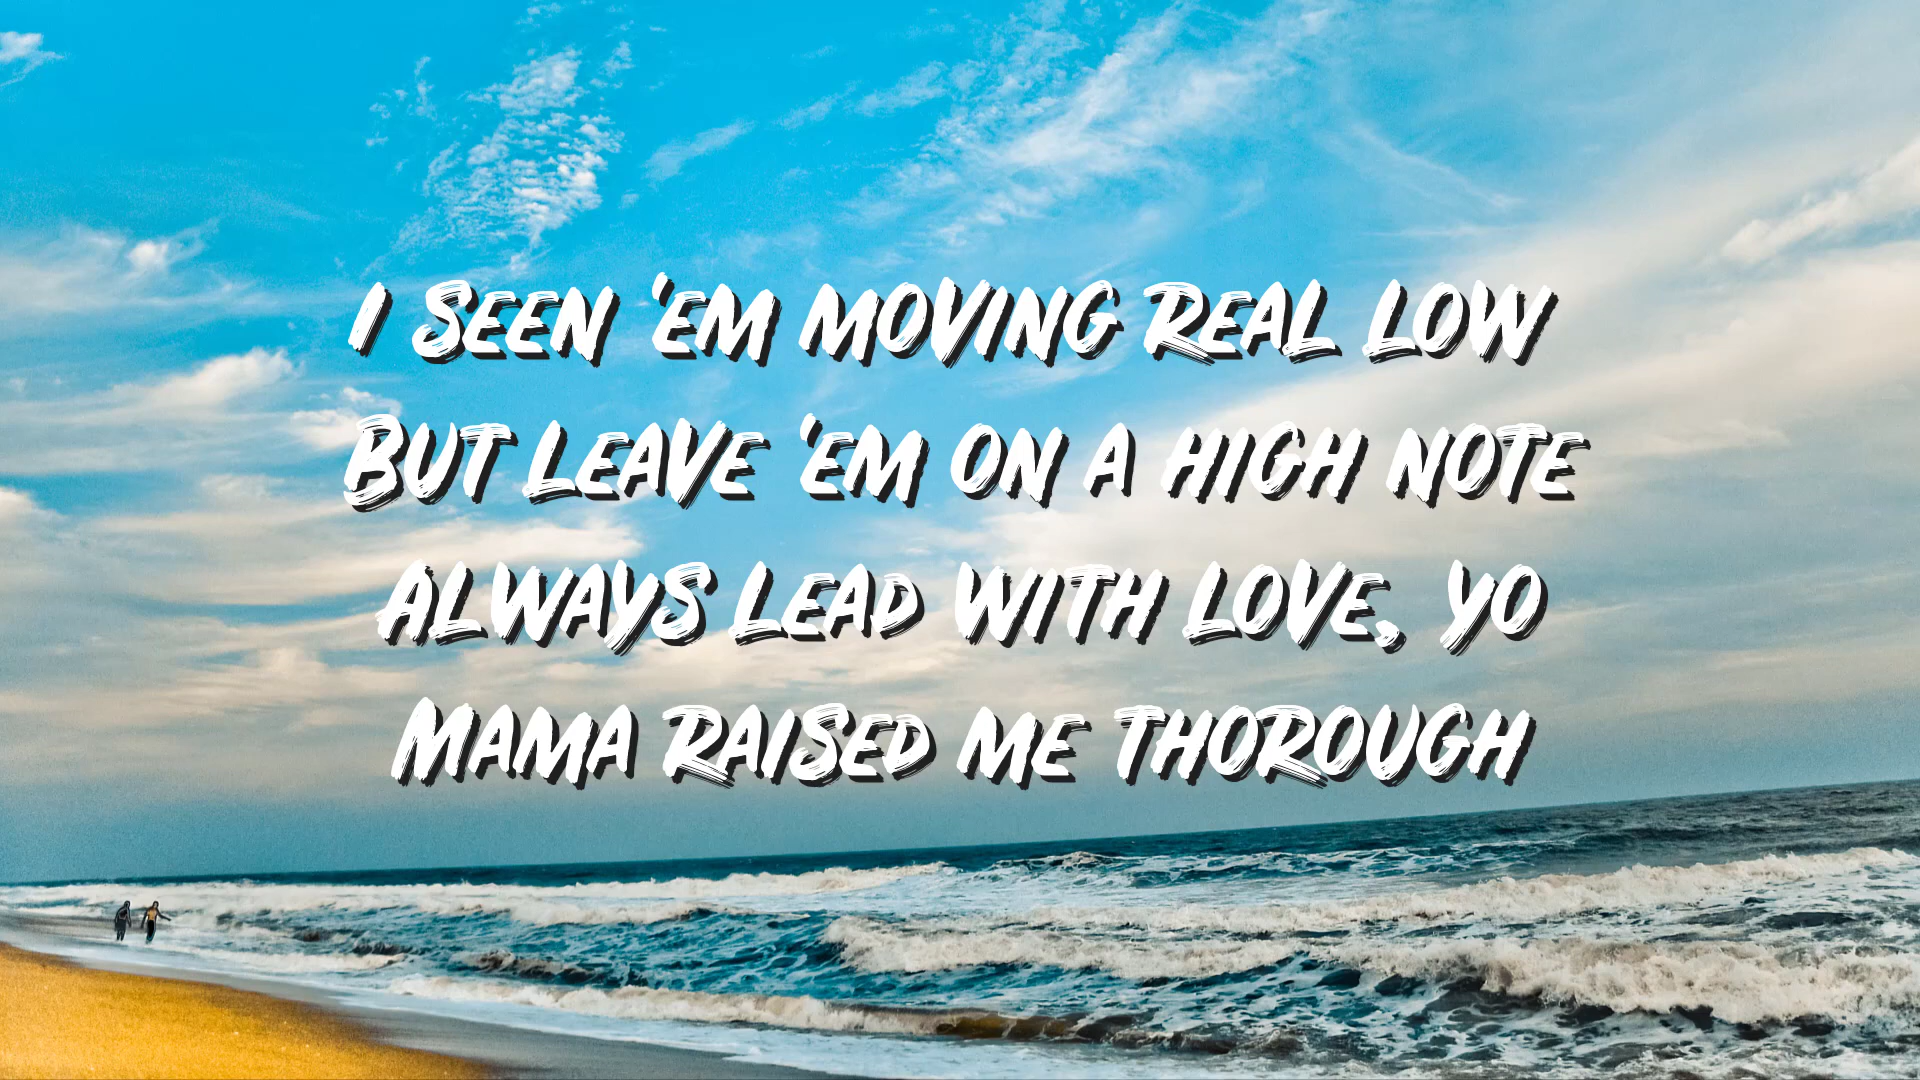 I SEEN 'EM MOVING REAL LOW
BUT LEAVE 'EM ON A HIGH NOTE
ALWAYS LEAD WITH LOVE, YO
MAMA RAISED ME THOROUGH